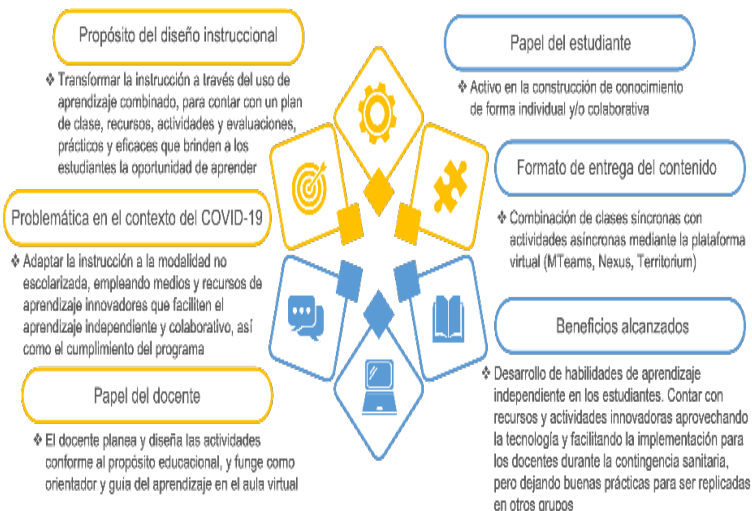 Propósito del diseño instruccional
❖ Transformar la instrucción a través del uso de
aprendizaje combinado, para contar con un plan
de clase, recursos, actividades y evaluaciones,
prácticos y eficaces que brinden a los
estudiantes la oportunidad de aprender
Problemática en el contexto del COVID-19
❖ Adaptar la instrucción a la modalidad no
escolarizada, empleando medios y recursos de
aprendizaje innovadores que faciliten el
aprendizaje independiente y colaborativo, así
como el cumplimiento del programa
Papel del docente
❖ El docente planea y diseña las actividades
conforme al propósito educacional, y funge como
orientador y guía del aprendizaje en el aula virtual
Papel del estudiante
❖ Activo en la construcción de conocimiento
de forma individual y/o colaborativa
Formato de entrega del contenido
❖ Combinación de clases síncronas con
actividades asíncronas mediante la plataforma
virtual (MTeams, Nexus, Territorium)
Beneficios alcanzados
❖ Desarrollo de habilidades de aprendizaje
independiente en los estudiantes. Contar con
recursos y actividades innovadoras aprovechando
la tecnología y facilitando la implementación para
los docentes durante la contingencia sanitaria,
pero dejando buenas prácticas para ser replicadas
en otros grupos